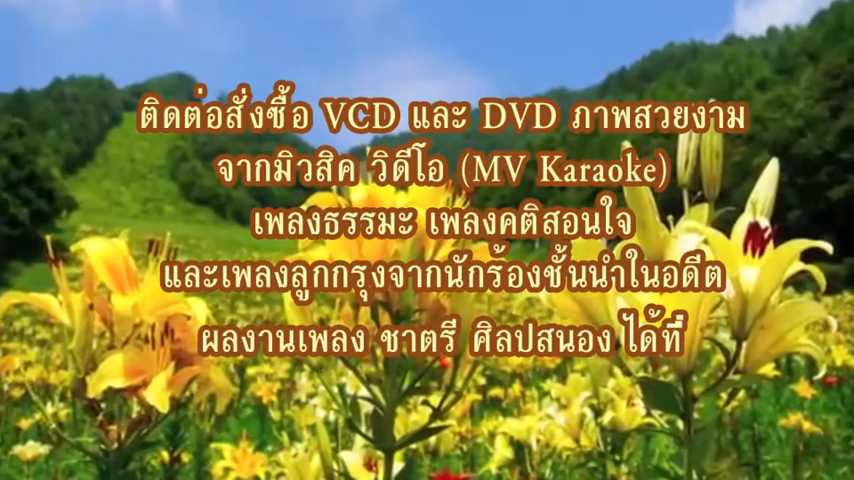 ติดต่อสั่งซื้อ VCD และ DVD ภาพสวยงาม
จากมิวสิค วิดีโอ (MV Karaoke)
เพลงธรรมะ เพลงคติสอนใจ
และเพลงลูกกรุงจากนักร้องชั้นนำในอดีต
ผลงานเพลง ชาตรี ศิลปสนอง ได้ที่